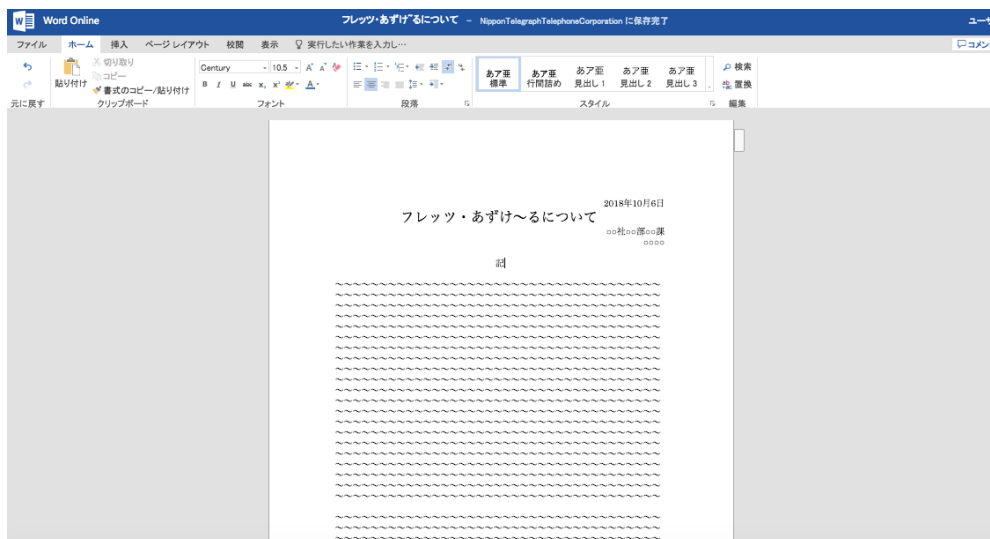 Word Online
フレッツ・あずけ~るについて - NipponTelegraphTelephoneCorporation に保存完了
ユーザ
ファイル ホーム 挿入 ページ レイアウト 校閲 表示 実行したい作業を入力し…
コメン
元に戻す
貼り付け
切り取り
コピー
書式のコピー/貼り付け
クリップボード
Century 10.5
B I U abc x₂ x²
フォント
段落
あア亜 標準
あア亜 行間詰め
あア亜 見出し 1
あア亜 見出し 2
あア亜 見出し 3
スタイル
検索
置換
編集
2018年10月6日
フレッツ・あずけ~るについて
○○社○○部○○課
○○○○
記